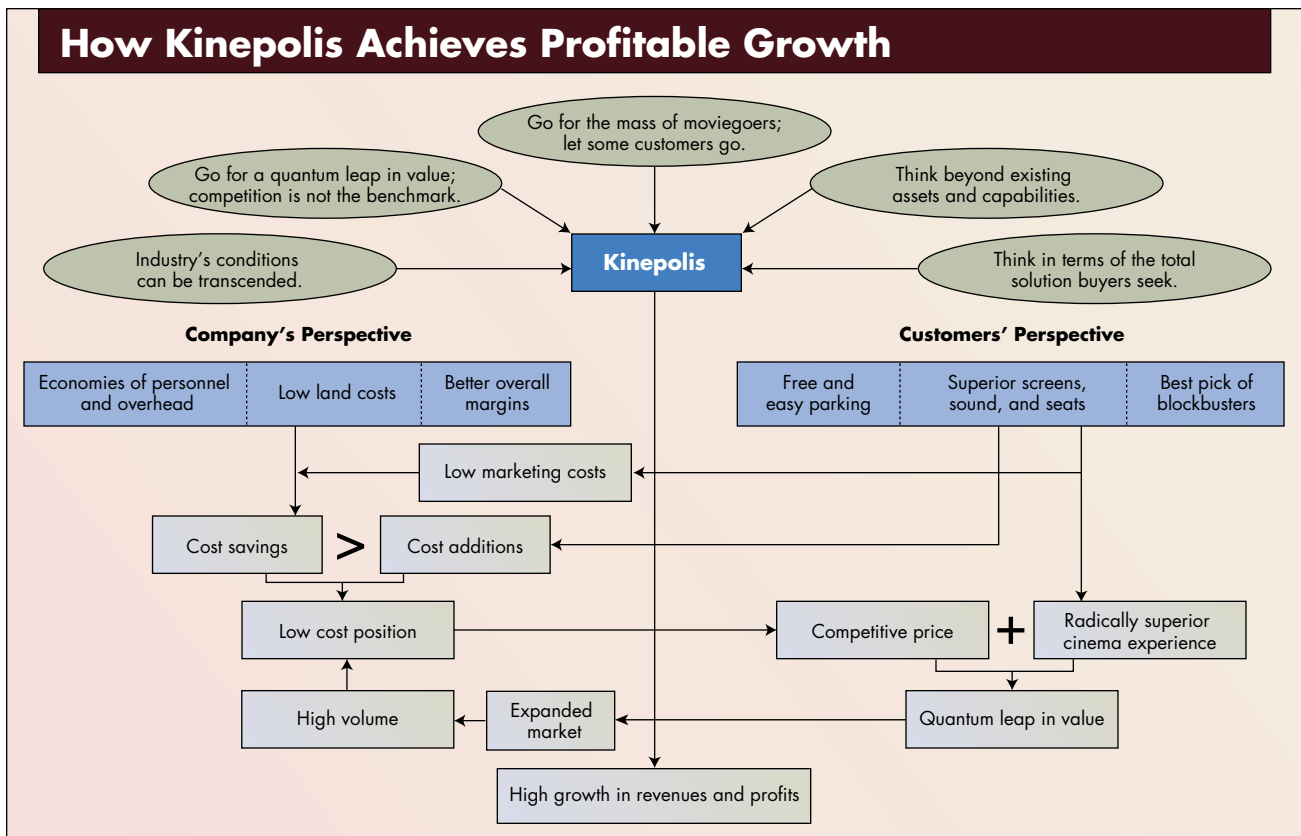 How Kinepolis Achieves Profitable Growth
Go for the mass of moviegoers;
let some customers go.
Go for a quantum leap in value;
competition is not the benchmark.
Think beyond existing
assets and capabilities.
Industry's conditions
can be transcended.
Kinepolis
Think in terms of the total
solution buyers seek.
Company's Perspective
Customers' Perspective
Economies of personnel
and overhead
Low land costs
Better overall
margins
Free and
easy parking
Superior screens,
sound, and seats
Best pick of
blockbusters
Low marketing costs
Cost savings
>
Cost additions
Low cost position
Competitive price
+
Radically superior
cinema experience
High volume
Expanded
market
Quantum leap in value
High growth in revenues and profits